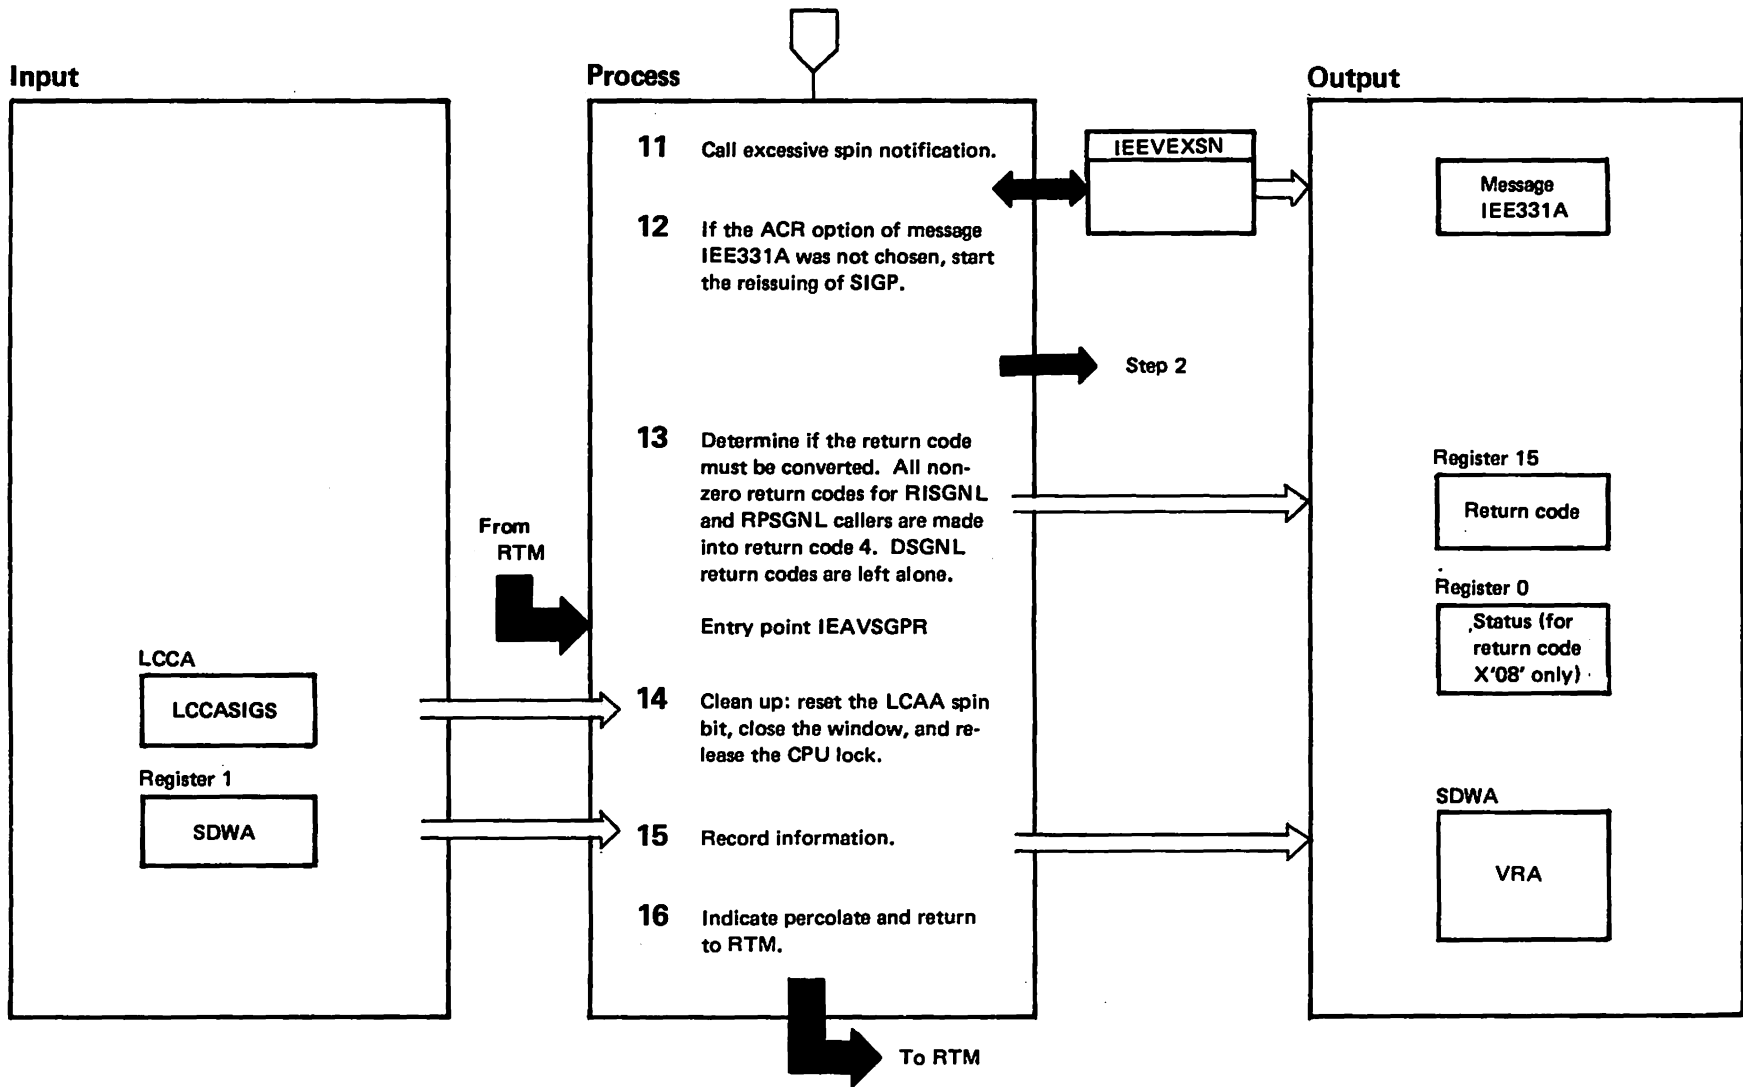 Input
Process
Output
11 Call excessive spin notification.
IEEVEXSN
Message
IEE331A
12 If the ACR option of message
IEE331A was not chosen, start
the reissuing of SIGP.
Step 2
13 Determine if the return code
must be converted. All non-
zero return codes for RISGNL
and RPSGNL callers are made
into return code 4. DSGNL
return codes are left alone.
Register 15
Return code
From
RTM
Register 0
Status (for
return code
X'08' only)
Entry point IEAVSGPR
LCCA
LCCASIGS
14 Clean up: reset the LCAA spin
bit, close the window, and re-
lease the CPU lock.
Register 1
SDWA
15 Record information.
SDWA
VRA
16 Indicate percolate and return
to RTM.
To RTM